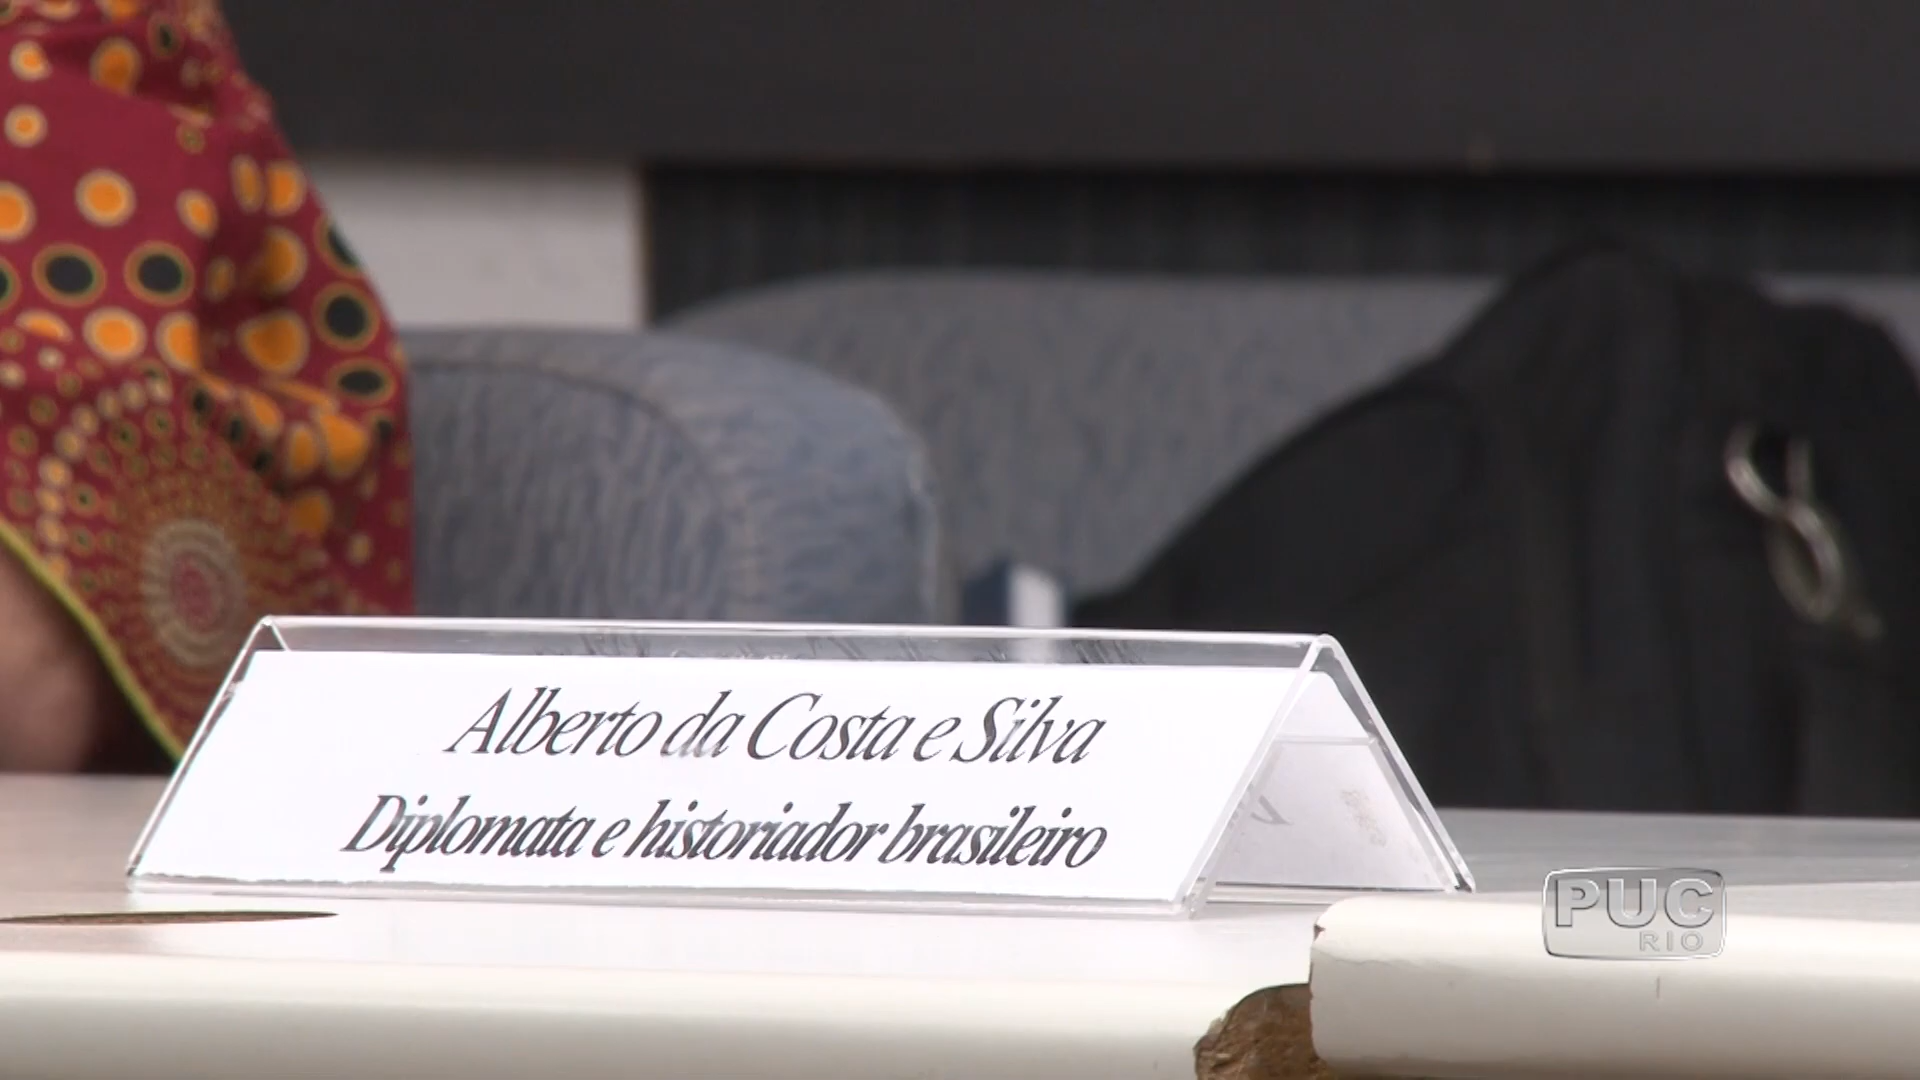 Alberto da Costa e Silva
Diplomata e historiador brasileiro
PUC
RIO